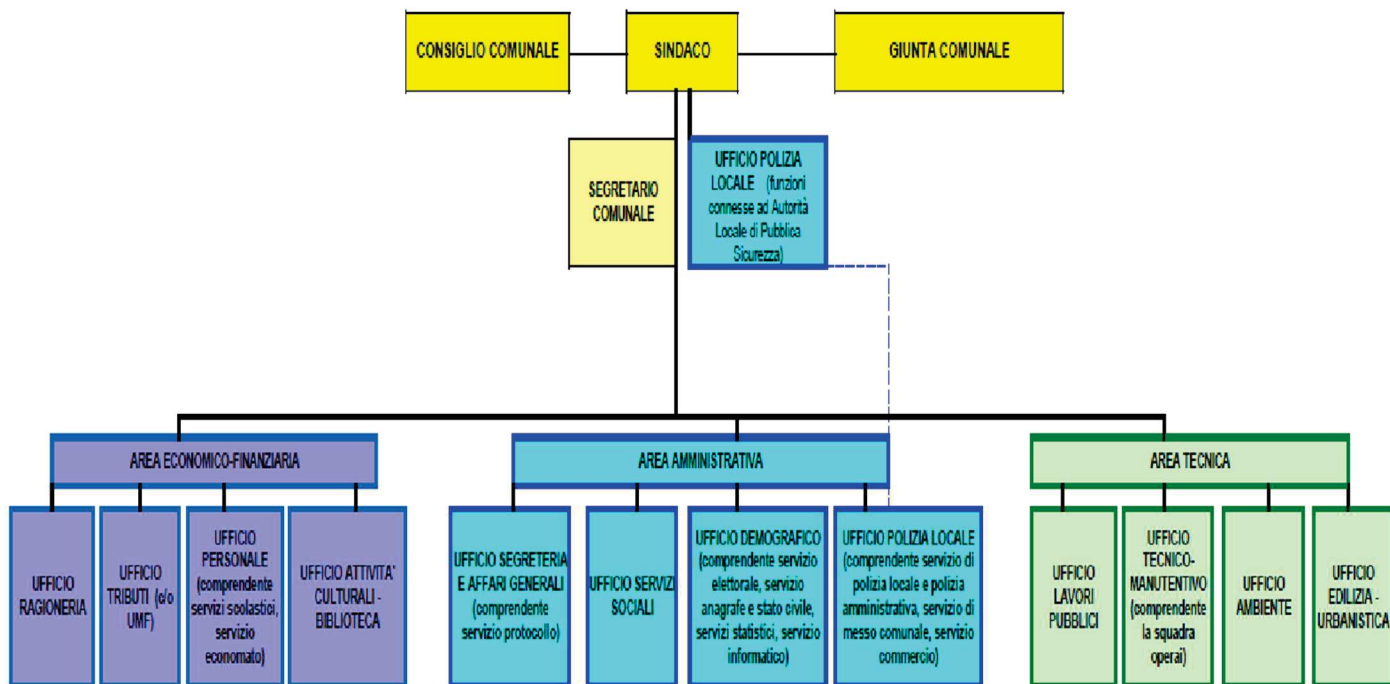 CONSIGLIO COMUNALE
SINDACO
GIUNTA COMUNALE
SEGRETARIO
COMUNALE
UFFICIO POLIZIA
LOCALE (funzioni
connesse ad Autorità
Locale di Pubblica
Sicurezza)
AREA ECONOMICO-FINANZIARIA
AREA AMMINISTRATIVA
AREA TECNICA
UFFICIO
RAGIONERIA
UFFICIO
TRIBUTI (c/o
UMF)
UFFICIO
PERSONALE
(comprendente
servizi scolastici,
servizio
economato)
UFFICIO ATTIVITA'
CULTURALI -
BIBLIOTECA
UFFICIO SEGRETERIA
E AFFARI GENERALI
(comprendente
servizio protocollo)
UFFICIO SERVIZI
SOCIALI
UFFICIO DEMOGRAFICO
(comprendente servizio
elettorale, servizio
anagrafe e stato civile,
servizi statistici, servizio
informatico)
UFFICIO POLIZIA LOCALE
(comprendente servizio di
polizia locale e polizia
amministrativa, servizio di
messo comunale, servizio
commercio)
UFFICIO
LAVORI
PUBBLICI
UFFICIO
TECNICO-
MANUTENTIVO
(comprendente
la squadra
operai)
UFFICIO
AMBIENTE
UFFICIO
EDILIZIA -
URBANISTICA